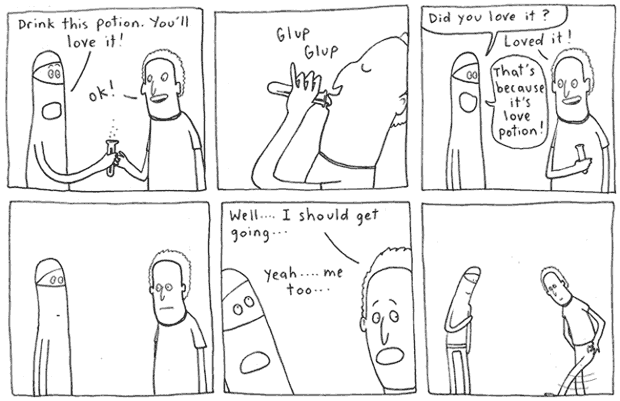 Drink this potion. You'll
love it!
ok!
Glup
Glup
Did you love it?
Loved it!
That's
because
it's
love
potion!
Well.... I should get
going...
Yeah.... me
too...